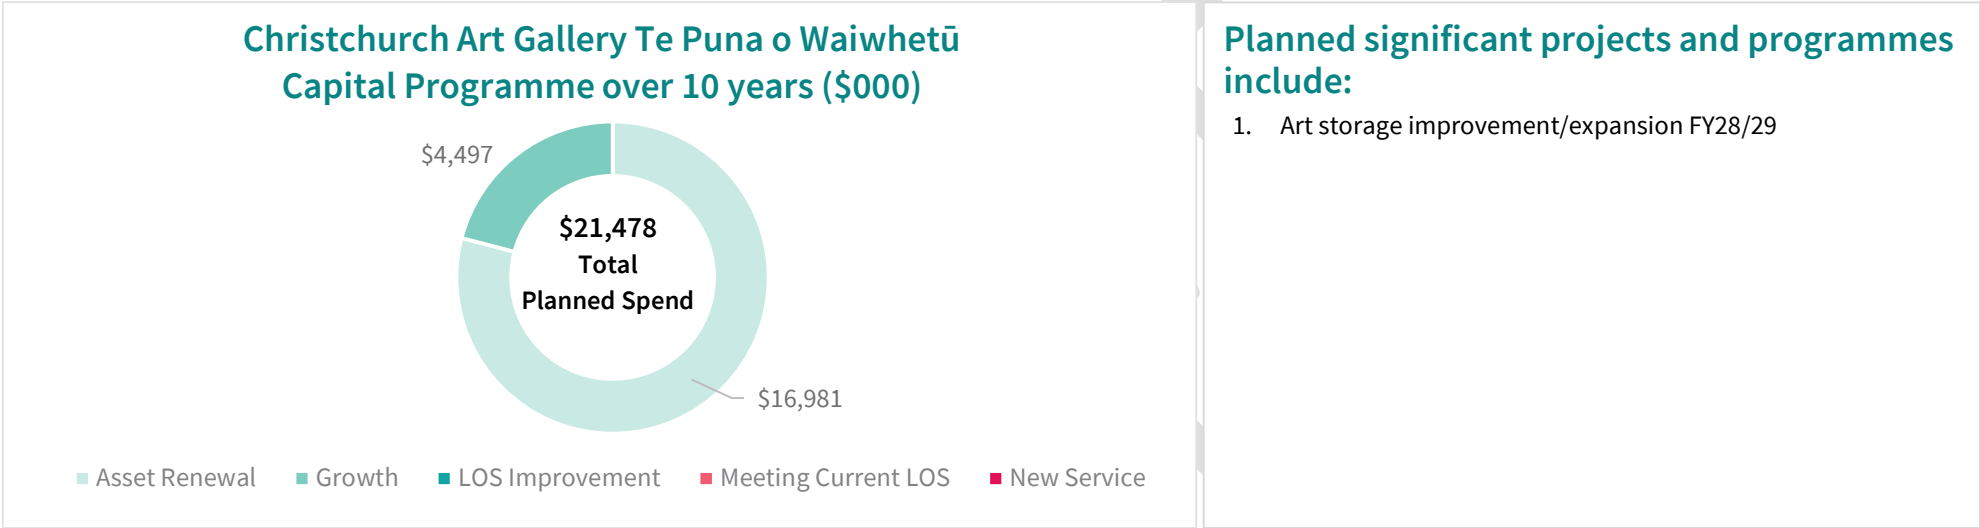 Christchurch Art Gallery Te Puna o Waiwhetū
Capital Programme over 10 years ($000)
$4,497
$21,478
Total
Planned Spend
$16,981
Asset Renewal
Growth
LOS Improvement
Meeting Current LOS
New Service
Planned significant projects and programmes
include:
1. Art storage improvement/expansion FY28/29